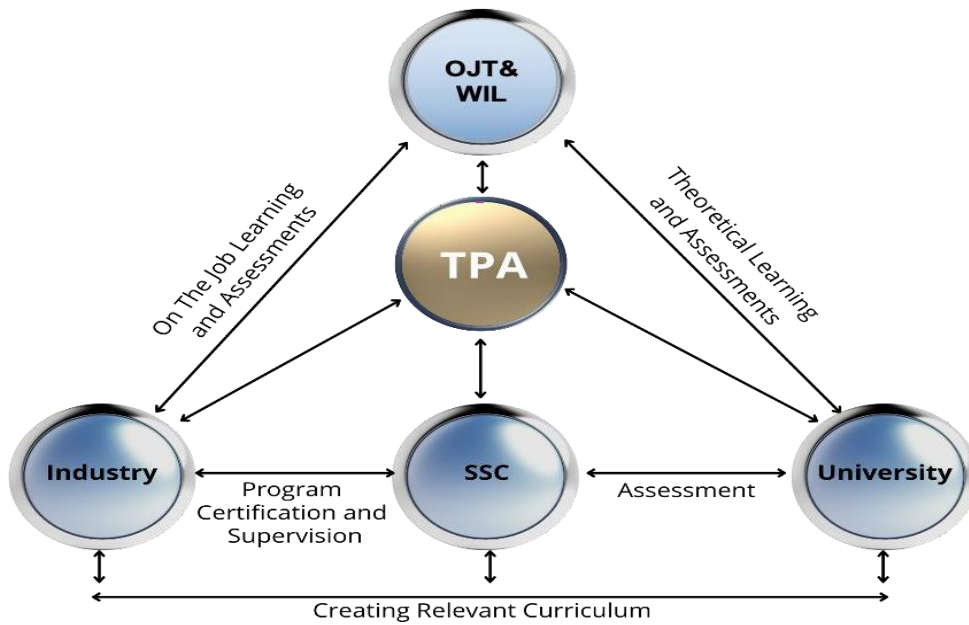 OJT&
WIL
On The Job Learning
and Assessments
Theoretical Learning
and Assessments
TPA
Industry
SSC
University
Program
Certification and
Supervision
Assessment
Creating Relevant Curriculum